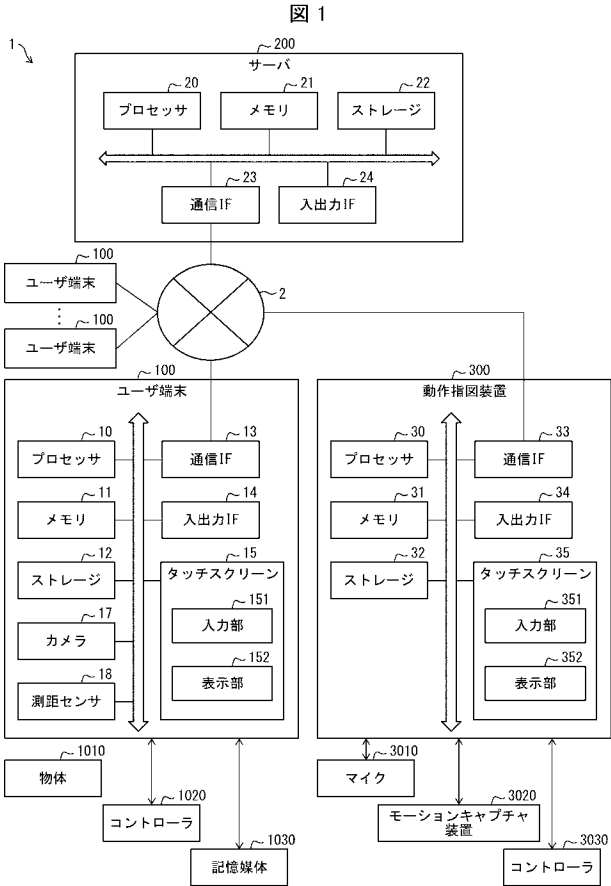 図1
1
200
サーバ
20
21
22
プロセッサ
メモリ
ストレージ
23
24
通信IF
入出力IF
100
ユーザ端末
2
⋮
100
ユーザ端末
100
ユーザ端末
10
13
プロセッサ
通信IF
11
14
メモリ
入出力IF
12
15
ストレージ
タッチスクリーン
17
151
カメラ
入力部
18
152
測距センサ
表示部
1010
物体
1020
コントローラ
1030
記憶媒体
300
動作指図装置
30
33
プロセッサ
通信IF
31
34
メモリ
入出力IF
32
35
ストレージ
タッチスクリーン
351
入力部
352
表示部
3010
マイク
3020
モーションキャプチャ
装置
3030
コントローラ